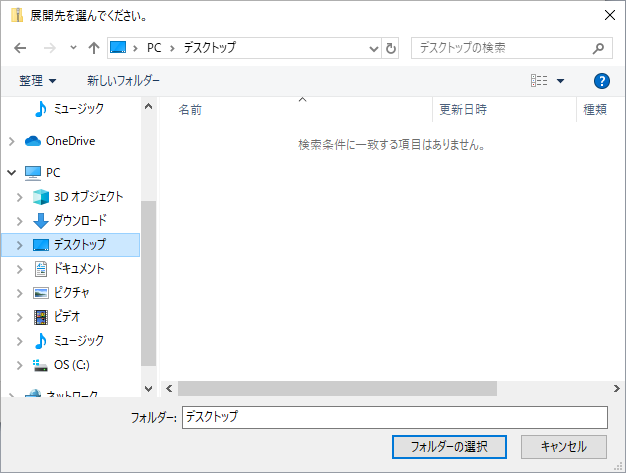 展開先を選んでください。
PC > デスクトップ
デスクトップの検索
整理
新しいフォルダー
?
ミュージック
OneDrive
PC
3D オブジェクト
ダウンロード
デスクトップ
ドキュメント
ピクチャ
ビデオ
ミュージック
OS (C:)
ネットワーク
名前
更新日時
種類
検索条件に一致する項目はありません。
フォルダー:
デスクトップ
フォルダーの選択
キャンセル